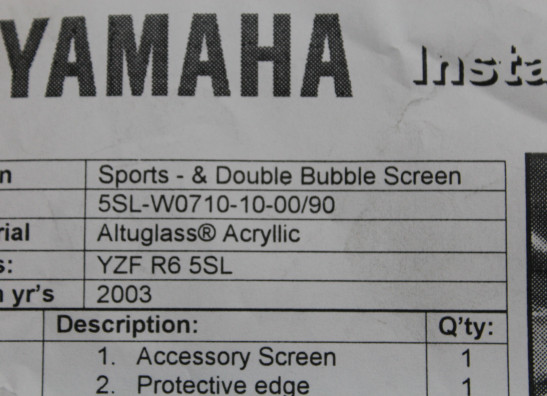 YAMAHA Insta
n Sports - & Double Bubble Screen
5SL-W0710-10-00/90
rial Altuglass® Acryllic
s: YZF R6 5SL
n yr's 2003
Description: Q'ty:
1. Accessory Screen 1
2. Protective edge 1